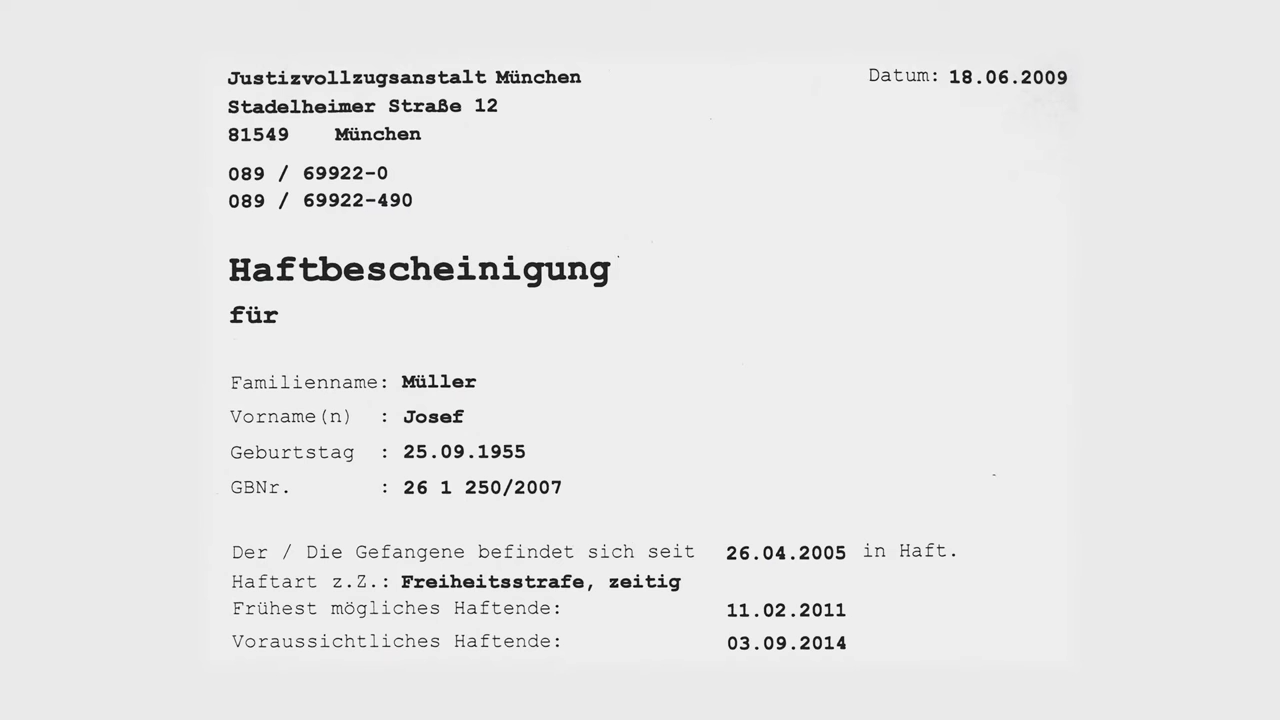 Justizvollzugsanstalt München Datum: 18.06.2009
Stadelheimer Straße 12
81549 München
089 / 69922-0
089 / 69922-490
Haftbescheinigung
für
Familienname: Müller
Vorname(n) : Josef
Geburtstag : 25.09.1955
GBNr. : 26 1 250/2007
Der / Die Gefangene befindet sich seit 26.04.2005 in Haft.
Haftart z.Z.: Freiheitsstrafe, zeitig
Frühest mögliches Haftende: 11.02.2011
Voraussichtliches Haftende: 03.09.2014